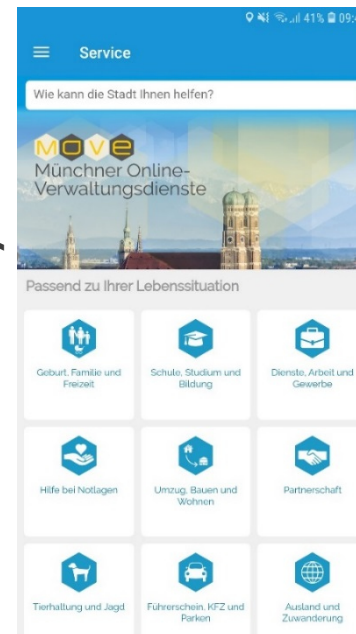 41% 09:4
Service
Wie kann die Stadt Ihnen helfen?
MOVE
Münchner Online-
Verwaltungsdienste
Passend zu Ihrer Lebenssituation
Geburt, Familie und
Freizeit
Schule, Studium und
Bildung
Dienste, Arbeit und
Gewerbe
Hilfe bei Notlagen
Umzug, Bauen und
Wohnen
Partnerschaft
Tierhaltung und Jagd
Führerschein, KFZ und
Parken
Ausland und
Zuwanderung